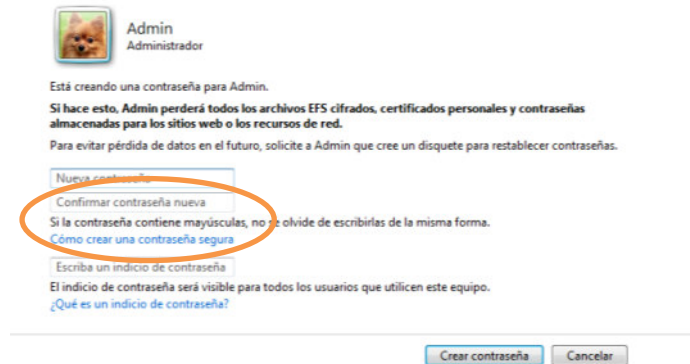 Admin
Administrador
Está creando una contraseña para Admin.
Si hace esto, Admin perderá todos los archivos EFS cifrados, certificados personales y contraseñas
almacenadas para los sitios web o los recursos de red.
Para evitar pérdida de datos en el futuro, solicite a Admin que cree un disquete para restablecer contraseñas.
Nueva contraseña
Confirmar contraseña nueva
Si la contraseña contiene mayúsculas, no se olvide de escribirlas de la misma forma.
Cómo crear una contraseña segura
Escriba un indicio de contraseña
El indicio de contraseña será visible para todos los usuarios que utilicen este equipo.
¿Qué es un indicio de contraseña?
Crear contraseña Cancelar